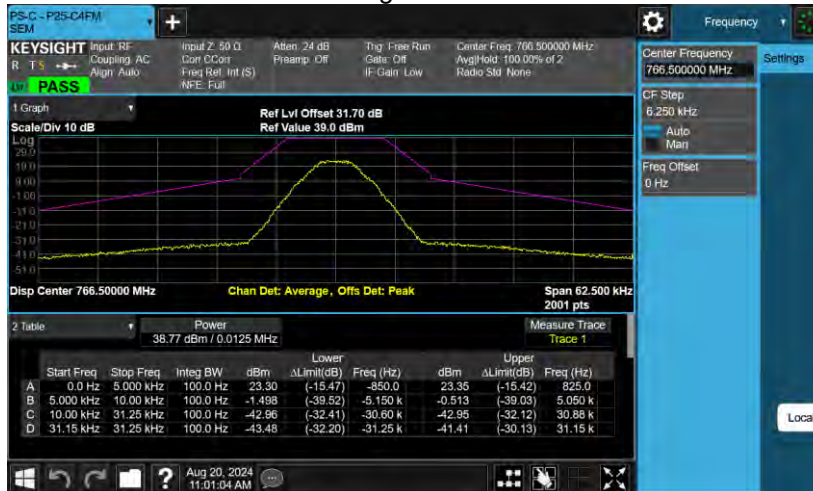 PS-C - P25-C4FM
SEM
Frequency
KEYSIGHT
R T S
PASS
Input: RF
Coupling: AC
Align: Auto
Input Z: 50 Ω
Corr CCorr
Freq Ref: Int (S)
NFE: Full
Atten: 24 dB
Preamp: Off
Trig: Free Run
Gate: Off
IF Gain: Low
Center Freq: 766.500000 MHz
Avg|Hold: 100.00% of 2
Radio Std: None
Center Frequency
766.500000 MHz
Settings
CF Step
6.250 kHz
Auto
Man
Freq Offset
0 Hz
1 Graph
Scale/Div 10 dB
Ref Lvl Offset 31.70 dB
Ref Value 39.0 dBm
Log
29.0
19.0
9.00
-1.00
-11.0
-21.0
-31.0
-41.0
-51.0
Disp Center 766.50000 MHz
Chan Det: Average, Offs Det: Peak
Span 62.500 kHz
2001 pts
2 Table
Power
38.77 dBm / 0.0125 MHz
Measure Trace
Trace 1
Lower Upper
Start Freq Stop Freq Integ BW dBm ΔLimit(dB) Freq (Hz) dBm ΔLimit(dB) Freq (Hz)
A 0.0 Hz 5.000 kHz 100.0 Hz 23.30 (-15.47) -850.0 23.35 (-15.42) 825.0
B 5.000 kHz 10.00 kHz 100.0 Hz -1.498 (-39.52) -5.150 k -0.513 (-39.03) 5.050 k
C 10.00 kHz 31.25 kHz 100.0 Hz -42.96 (-32.41) -30.60 k -42.95 (-32.12) 30.88 k
D 31.15 kHz 31.25 kHz 100.0 Hz -43.48 (-32.20) -31.25 k -41.41 (-30.13) 31.15 k
Loca
?
Aug 20, 2024
11:01:04 AM